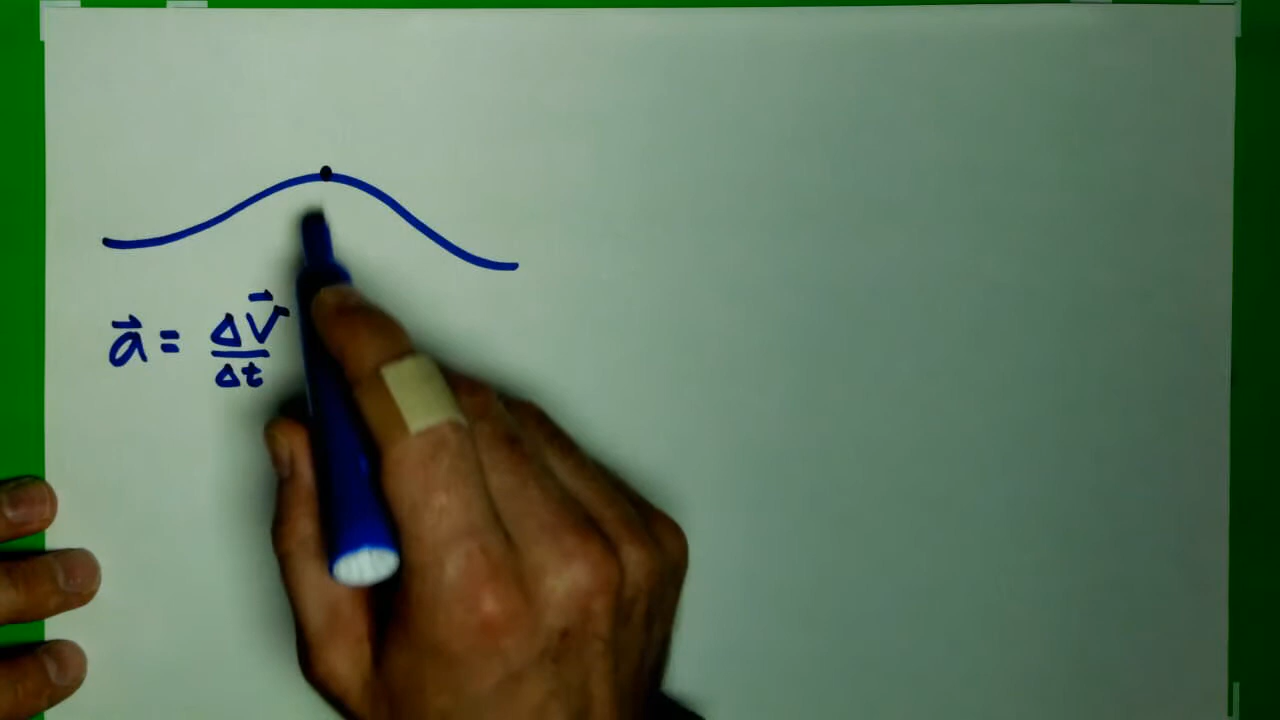 a⃗ = ΔV⃗ / Δt